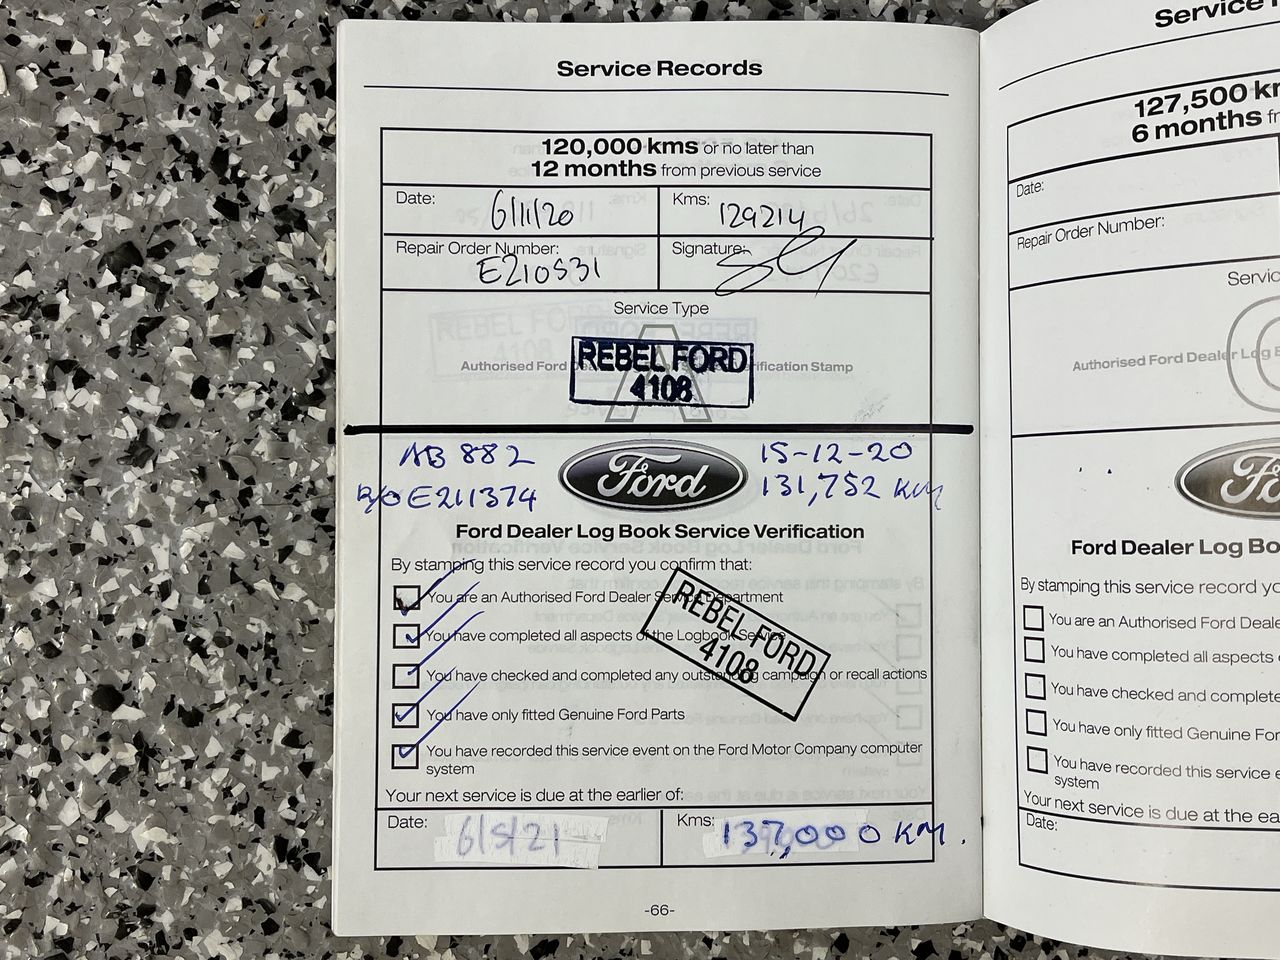 Service Records
120,000 kms or no later than
12 months from previous service
Date: 6/11/20 Kms: 129214
Repair Order Number: E210531 Signature:
Service Type
A
Authorised Ford
REBEL FORD
4108
ification Stamp
AB 882
15-12-20
R/O E211374
131,752 KM
Ford
Ford Dealer Log Book Service Verification
By stamping this service record you confirm that:
You are an Authorised Ford Dealer Service Department
You have completed all aspects of the Logbook Service
You have checked and completed any outstanding campaign or recall actions
You have only fitted Genuine Ford Parts
You have recorded this service event on the Ford Motor Company computer
system
REBEL FORD
4108
Your next service is due at the earlier of:
Date: 6/5/21 Kms: 137,000 KM.
-66-
Service
127,500 k
6 months f
Date:
Repair Order Number:
Servic
Authorised Ford Dealer Log
Ford Dealer Log Bo
By stamping this service record yo
You are an Authorised Ford Deale
You have completed all aspects
You have checked and complete
You have only fitted Genuine For
You have recorded this service e
system
Your next service is due at the ea
Date: